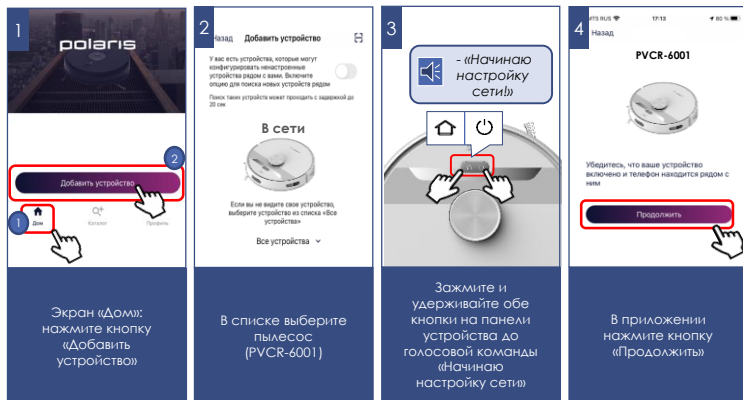 1
polaris
2
Добавить устройство
1
Дом
Каталог
Профиль
Экран «Дом»:
нажмите кнопку
«Добавить
устройство»
2
Назад
Добавить устройство
У вас есть устройства, которые могут
конфигурировать ненастроенные
устройства рядом с вами. Включите
опцию для поиска новых устройств рядом
Поиск таких устройств может проходить с задержкой до
20 сек
В сети
Если вы не видите свое устройство,
выберите устройство из списка «Все
устройства»
Все устройства
В списке выберите
пылесос
(PVCR-6001)
3
- «Начинаю
настройку
сети!»
Зажмите и
удерживайте обе
кнопки на панели
устройства до
голосовой команды
«Начинаю
настройку сети»
4
MTS RUS 17:13 80 %
Назад
PVCR-6001
Убедитесь, что ваше устройство
включено и телефон находится рядом с
ним
Продолжить
В приложении
нажмите кнопку
«Продолжить»